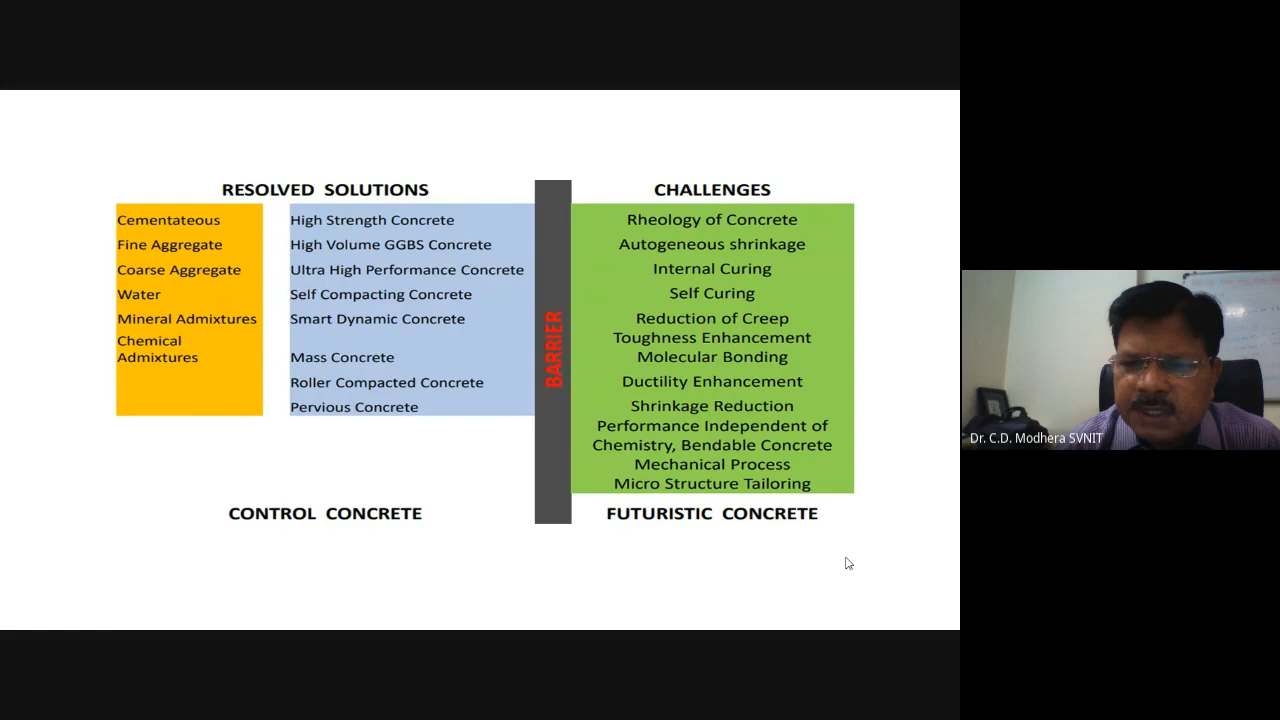 RESOLVED SOLUTIONS
Cementateous
Fine Aggregate
Coarse Aggregate
Water
Mineral Admixtures
Chemical
Admixtures
High Strength Concrete
High Volume GGBS Concrete
Ultra High Performance Concrete
Self Compacting Concrete
Smart Dynamic Concrete
Mass Concrete
Roller Compacted Concrete
Pervious Concrete
CONTROL CONCRETE
BARRIER
CHALLENGES
Rheology of Concrete
Autogeneous shrinkage
Internal Curing
Self Curing
Reduction of Creep
Toughness Enhancement
Molecular Bonding
Ductility Enhancement
Shrinkage Reduction
Performance Independent of
Chemistry, Bendable Concrete
Mechanical Process
Micro Structure Tailoring
FUTURISTIC CONCRETE
Dr. C.D. Modhera SVNIT